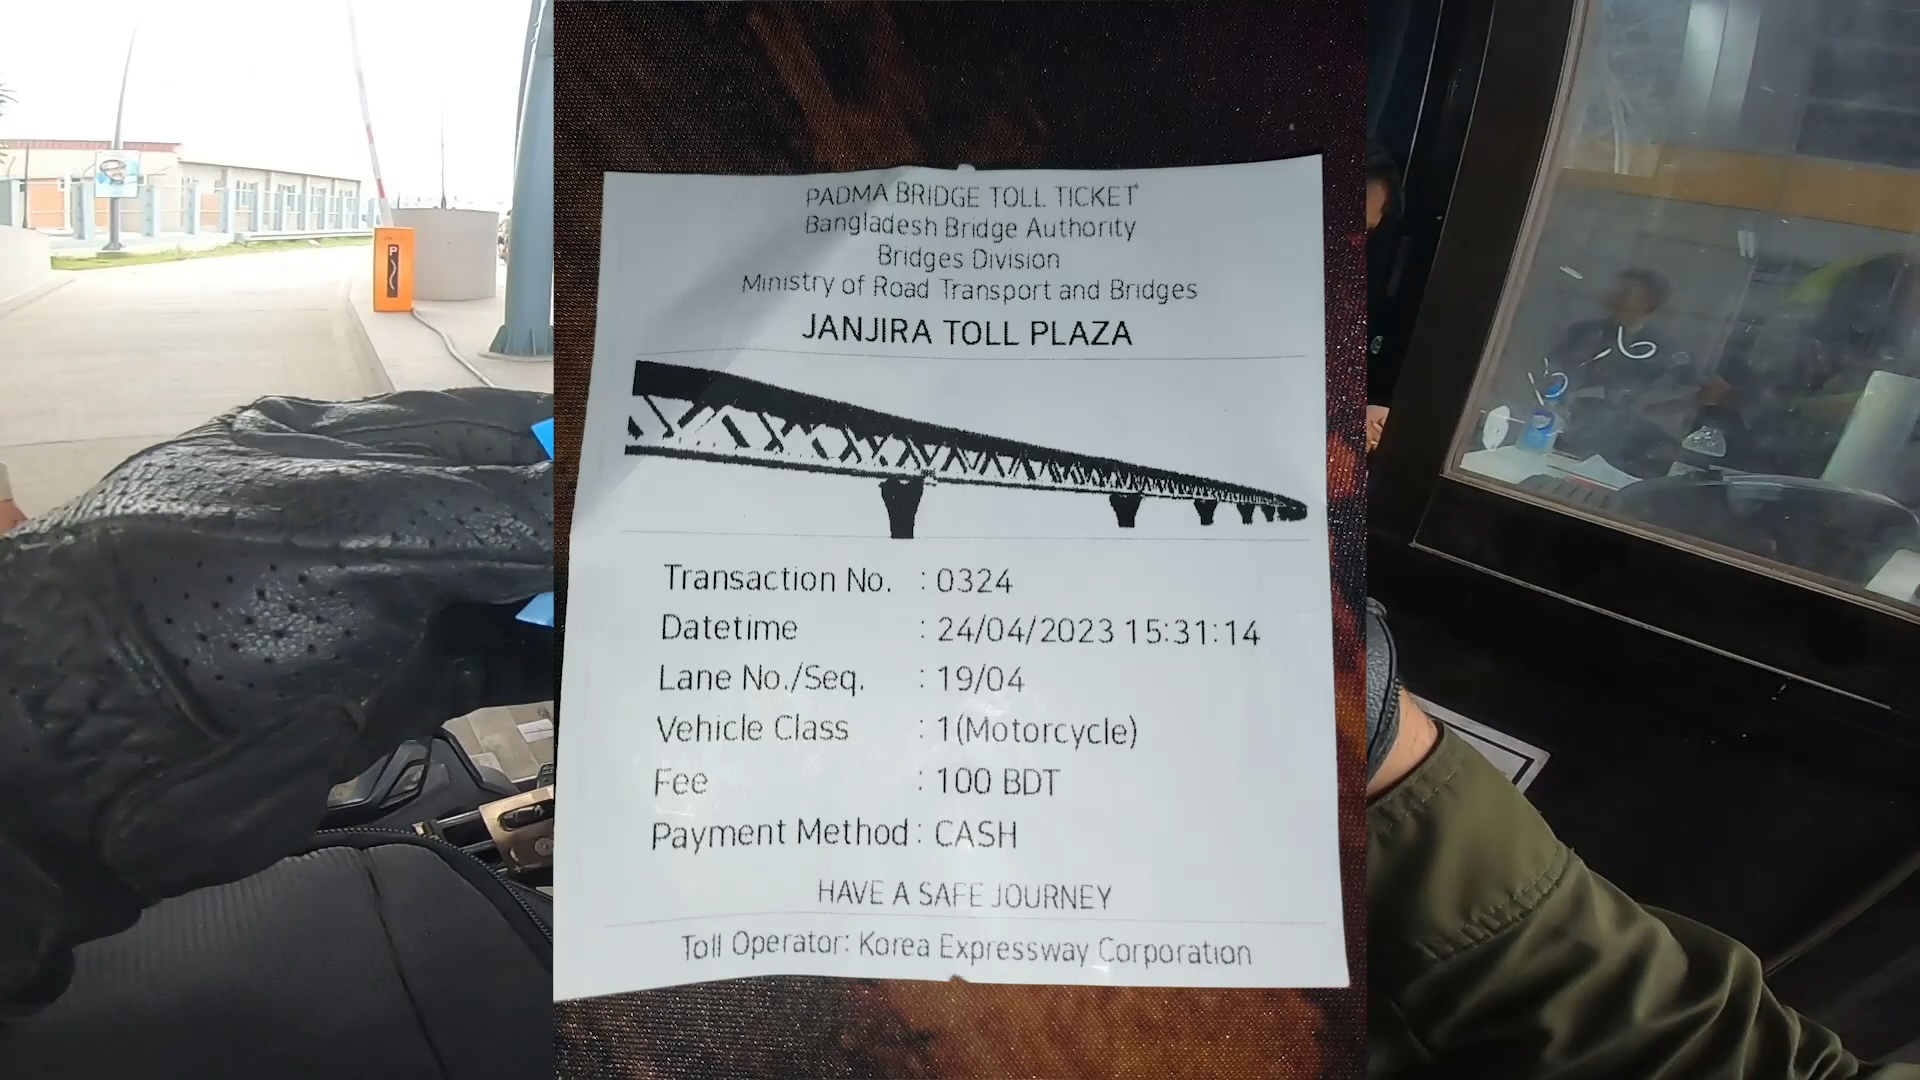 PADMA BRIDGE TOLL TICKET
Bangladesh Bridge Authority
Bridges Division
Ministry of Road Transport and Bridges
JANJIRA TOLL PLAZA
Transaction No. : 0324
Datetime : 24/04/2023 15:31:14
Lane No./Seq. : 19/04
Vehicle Class : 1(Motorcycle)
Fee : 100 BDT
Payment Method : CASH
HAVE A SAFE JOURNEY
Toll Operator: Korea Expressway Corporation
P